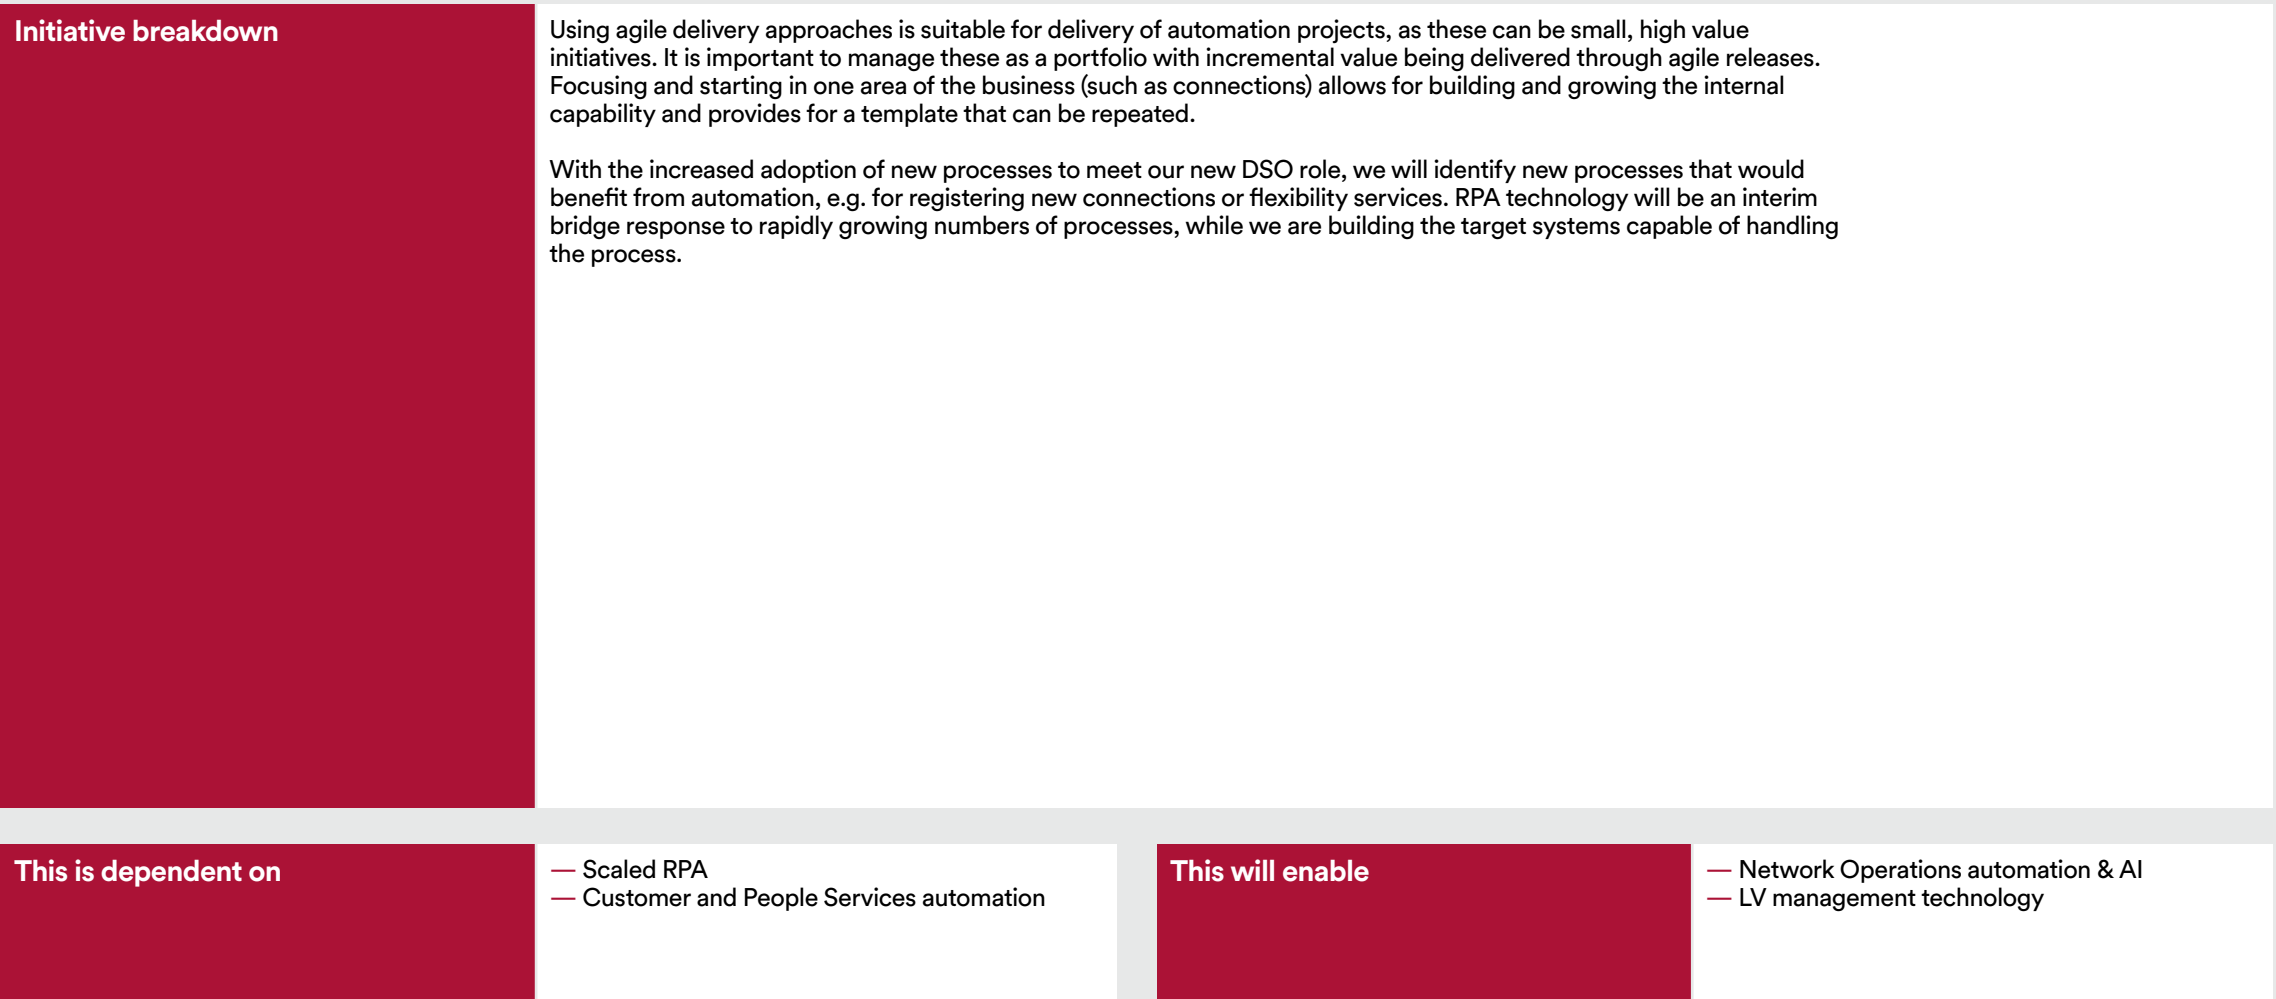 Initiative breakdown
Using agile delivery approaches is suitable for delivery of automation projects, as these can be small, high value
initiatives. It is important to manage these as a portfolio with incremental value being delivered through agile releases.
Focusing and starting in one area of the business (such as connections) allows for building and growing the internal
capability and provides for a template that can be repeated.
With the increased adoption of new processes to meet our new DSO role, we will identify new processes that would
benefit from automation, e.g. for registering new connections or flexibility services. RPA technology will be an interim
bridge response to rapidly growing numbers of processes, while we are building the target systems capable of handling
the process.
This is dependent on
— Scaled RPA
— Customer and People Services automation
This will enable
— Network Operations automation & AI
— LV management technology